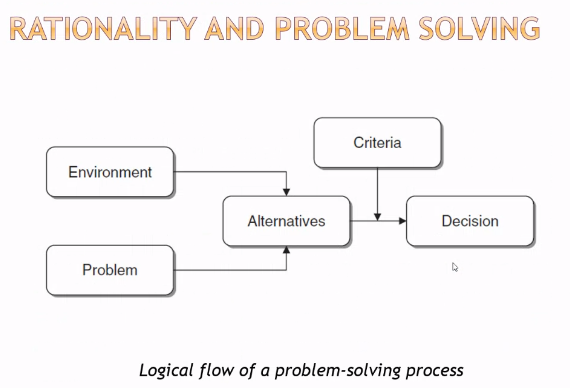 RATIONALITY AND PROBLEM SOLVING
Criteria
Environment
Alternatives
Decision
Problem
Logical flow of a problem-solving process